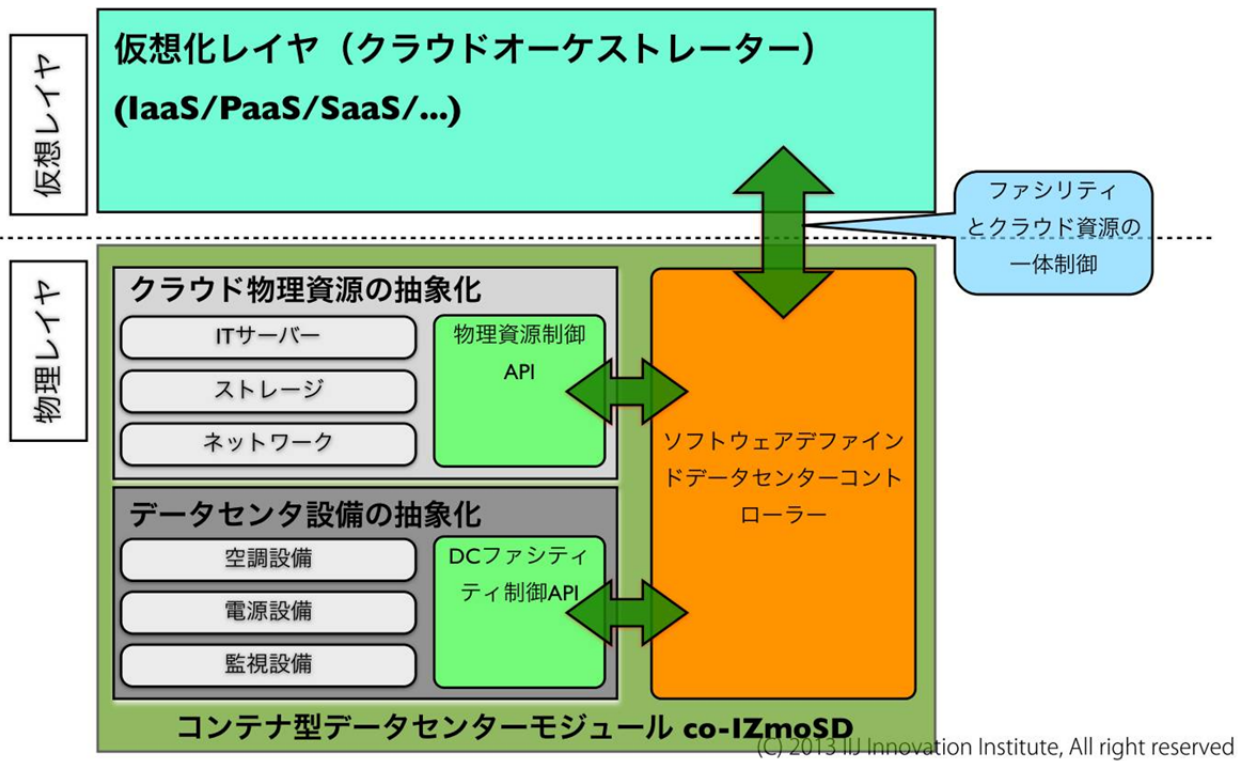 仮想レイヤ
仮想化レイヤ（クラウドオーケストレーター）
(IaaS/PaaS/SaaS/...)
ファシリティ
とクラウド資源の
一体制御
物理レイヤ
クラウド物理資源の抽象化
ITサーバー
ストレージ
ネットワーク
物理資源制御
API
データセンタ設備の抽象化
空調設備
電源設備
監視設備
DCファシティ
ティ制御API
ソフトウェアデファイン
ドデータセンターコント
ローラー
コンテナ型データセンターモジュール co-IZmoSD
(C) 2013 IIJ Innovation Institute, All right reserved